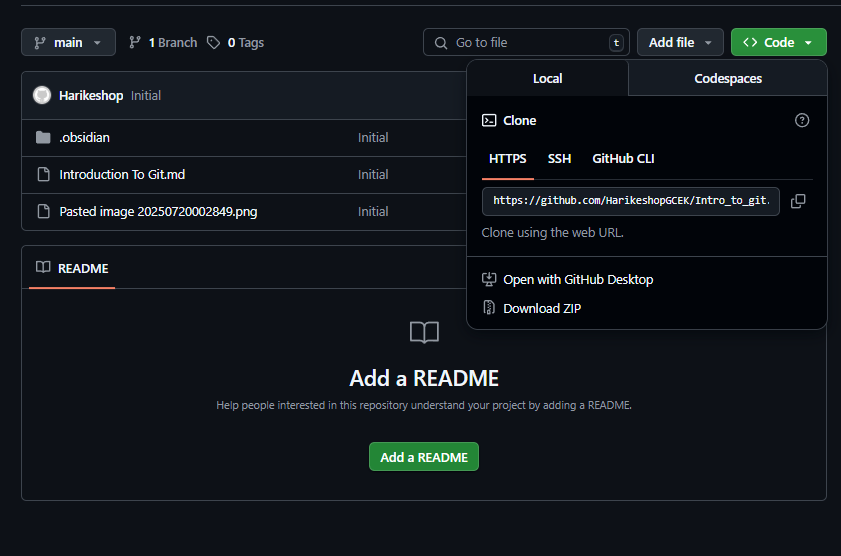 main 1 Branch 0 Tags Go to file t Add file Code
Local Codespaces
Harikeshop Initial
Clone
.obsidian Initial
HTTPS SSH GitHub CLI
Introduction To Git.md Initial
https://github.com/HarikeshopGCEK/Intro_to_git.
Pasted image 20250720002849.png Initial
Clone using the web URL.
README
Open with GitHub Desktop
Download ZIP
Add a README
Help people interested in this repository understand your project by adding a README.
Add a README